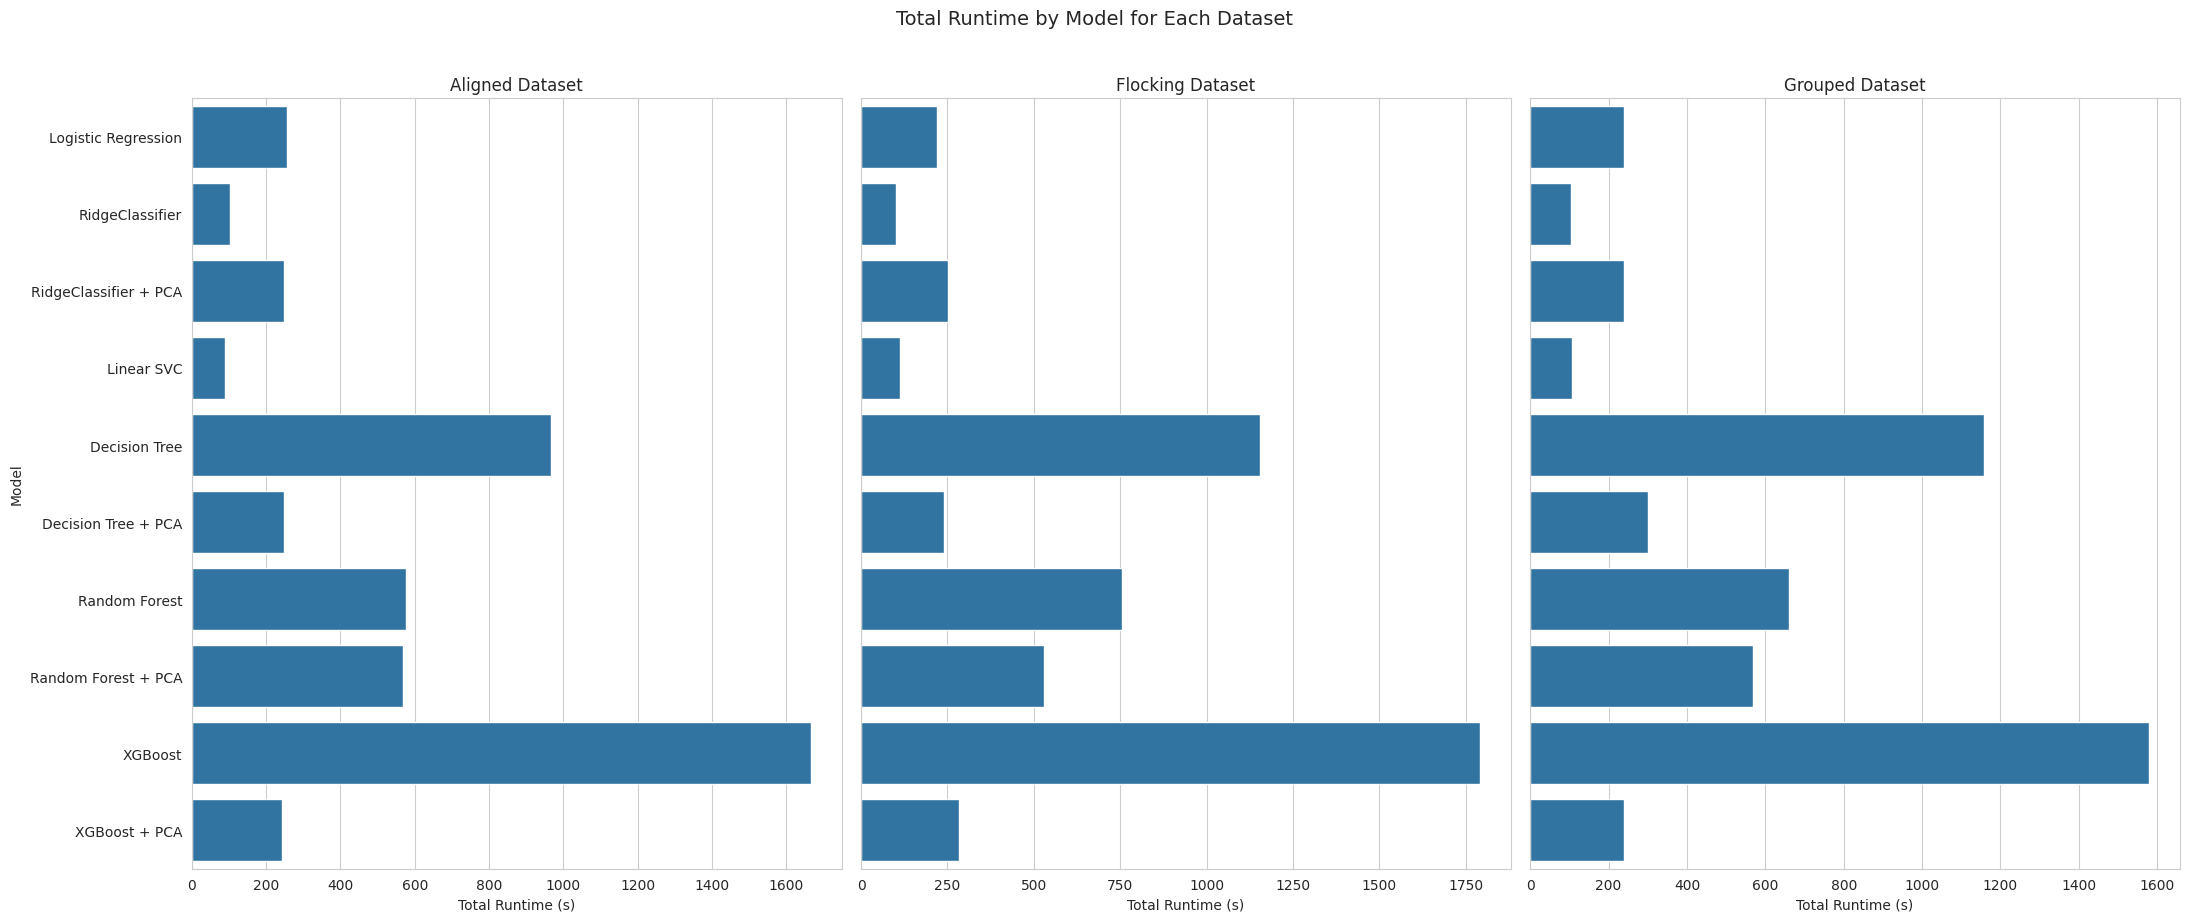 Total Runtime by Model for Each Dataset
Aligned Dataset
Flocking Dataset
Grouped Dataset
Model
Logistic Regression
RidgeClassifier
RidgeClassifier + PCA
Linear SVC
Decision Tree
Decision Tree + PCA
Random Forest
Random Forest + PCA
XGBoost
XGBoost + PCA
0 200 400 600 800 1000 1200 1400 1600
Total Runtime (s)
0 250 500 750 1000 1250 1500 1750
Total Runtime (s)
0 200 400 600 800 1000 1200 1400 1600
Total Runtime (s)